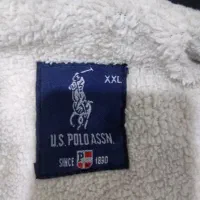 XXL
U.S. POLO ASSN.
SINCE P 1890